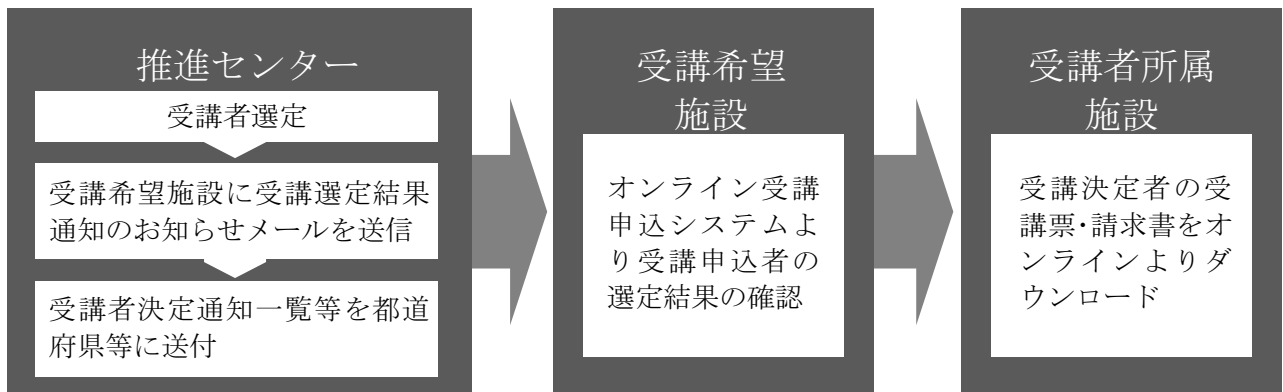 推進センター
受講者選定
受講希望施設に受講選定結果
通知のお知らせメールを送信
受講者決定通知一覧等を都道
府県等に送付
受講希望
施設
オンライン受講
申込システムよ
り受講申込者の
選定結果の確認
受講者所属
施設
受講決定者の受
講票・請求書をオ
ンラインよりダ
ウンロード